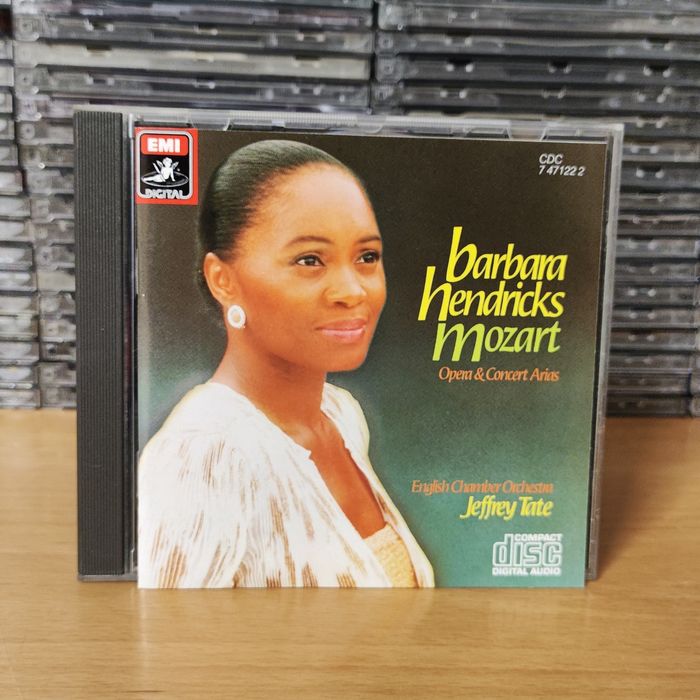 EMI
DIGITAL
CDC
7 47122 2
barbara
hendricks
mozart
Opera & Concert Arias
English Chamber Orchestra
Jeffrey Tate
COMPACT
disc
DIGITAL AUDIO